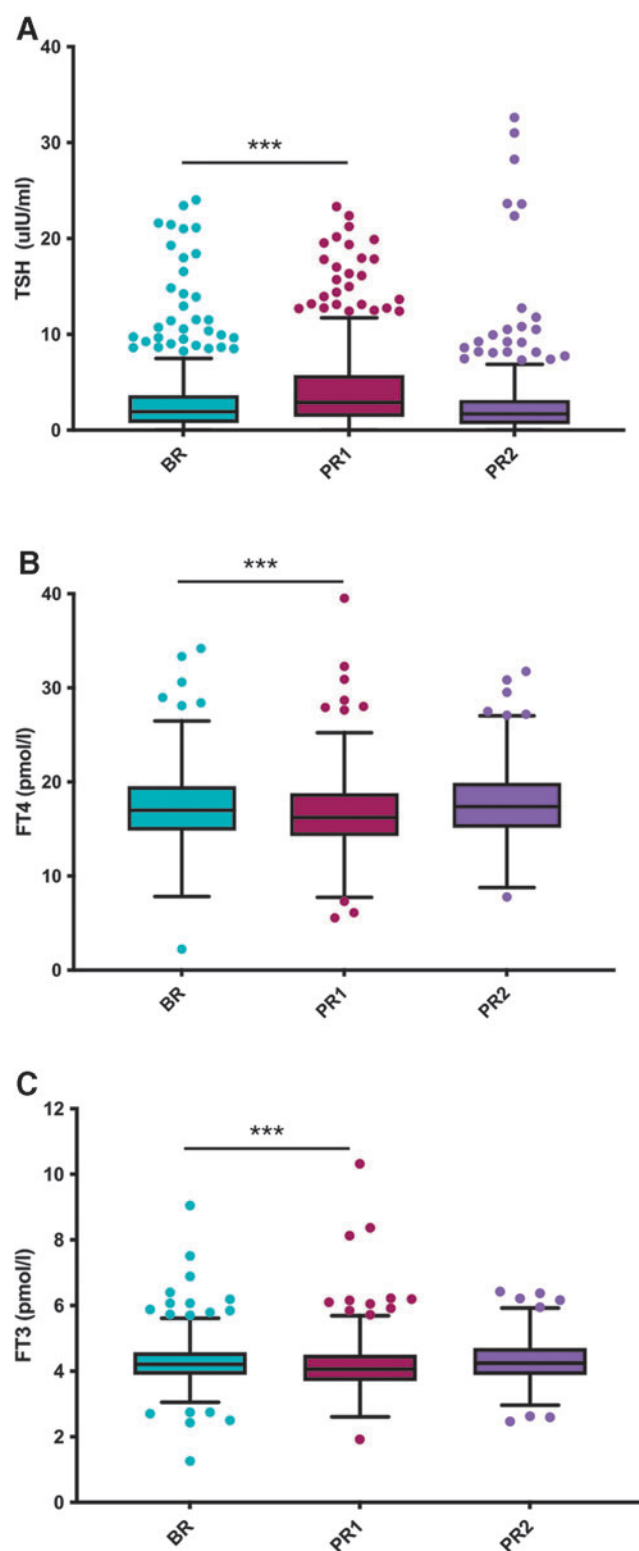 A
TSH (uIU/ml)
40
30
20
10
0
***
BR
PR1
PR2
B
FT4 (pmol/l)
40
30
20
10
0
***
BR
PR1
PR2
C
FT3 (pmol/l)
12
10
8
6
4
2
0
***
BR
PR1
PR2